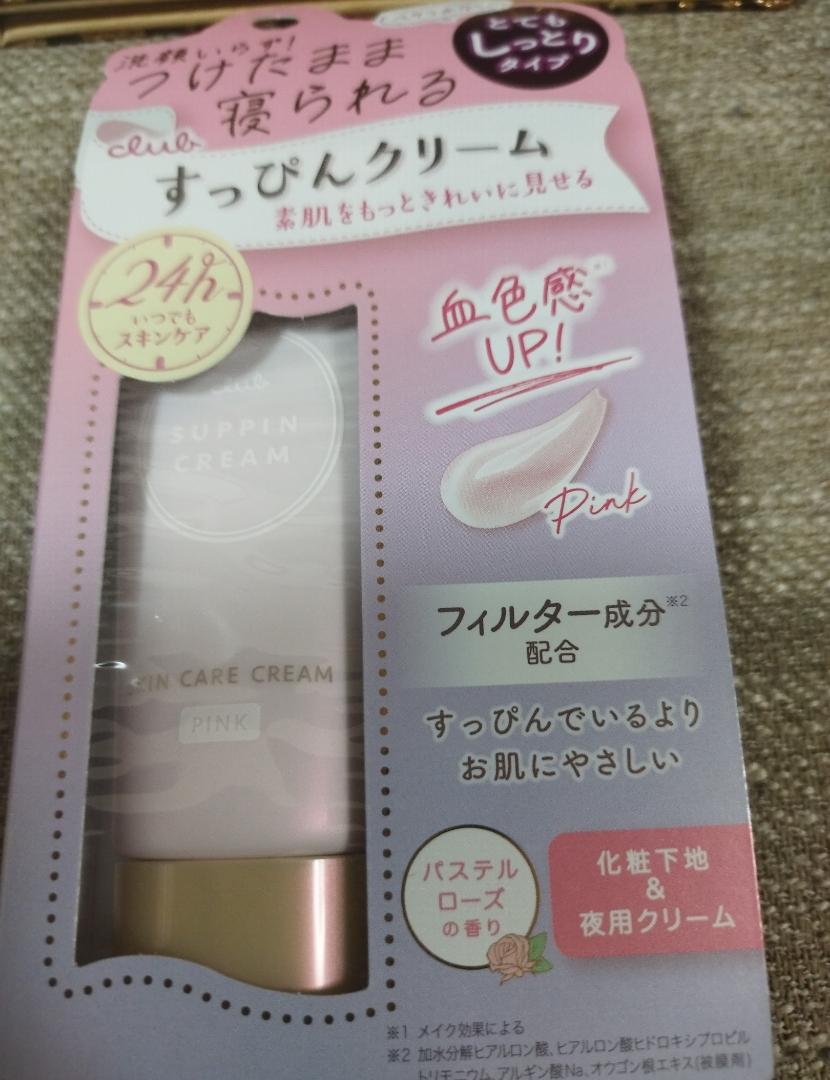 洗顔いらず!
つけたまま
寝られる
とても
しっとり
タイプ
club
すっぴんクリーム
素肌をもっときれいに見せる
24h
いつでも
スキンケア
血色感※1
UP!
Pink
club
SUPPIN
CREAM
SKIN CARE CREAM
PINK
フィルター成分※2
配合
すっぴんでいるより
お肌にやさしい
パステル
ローズ
の香り
化粧下地
&
夜用クリーム
※1 メイク効果による
※2 加水分解ヒアルロン酸、ヒアルロン酸ヒドロキシプロピル
トリモニウム、アルギン酸Na、オウゴン根エキス(被膜剤)